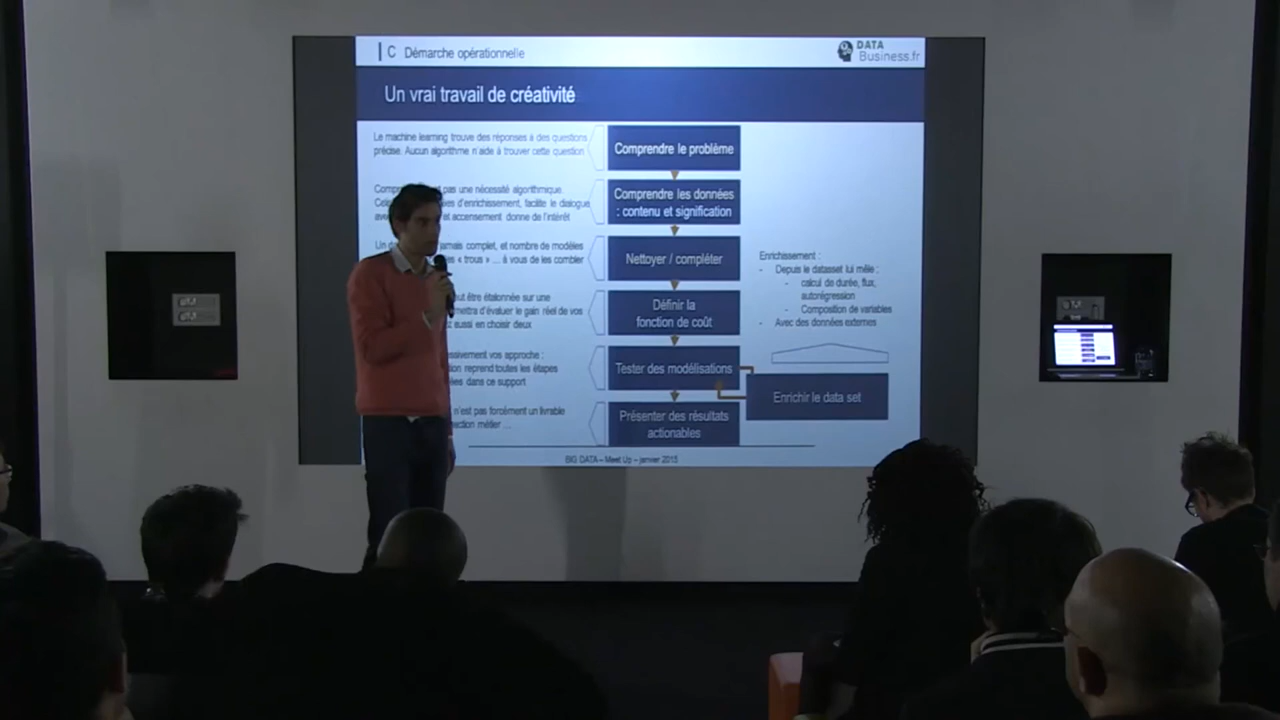 C Démarche opérationnelle
DATA
Business.fr
Un vrai travail de créativité
Le machine learning trouve des réponses à des questions
précise. Aucun algorithme n'aide à trouver cette question
Comprendre le problème
pas une nécessité algorithmique.
d'enrichissement, facilite le dialogue
et accensement donne de l'intérêt
Comprendre les données
: contenu et signification
Un jamais complet, et nombre de modèles
« trous » ... à vous de les combler
Nettoyer / compléter
être étalonnée sur une
d'évaluer le gain réel de vos
aussi en choisir deux
Définir la
fonction de coût
vos approche :
reprend toutes les étapes
dans ce support
Tester des modélisations
n'est pas forcément un livrable
métier ...
Présenter des résultats
actionables
Enrichissement :
- Depuis le datasset lui mêle :
- calcul de durée, flux,
autorégression
- Composition de variables
- Avec des données externes
Enrichir le data set
BIG DATA – Meet Up – janvier 2015